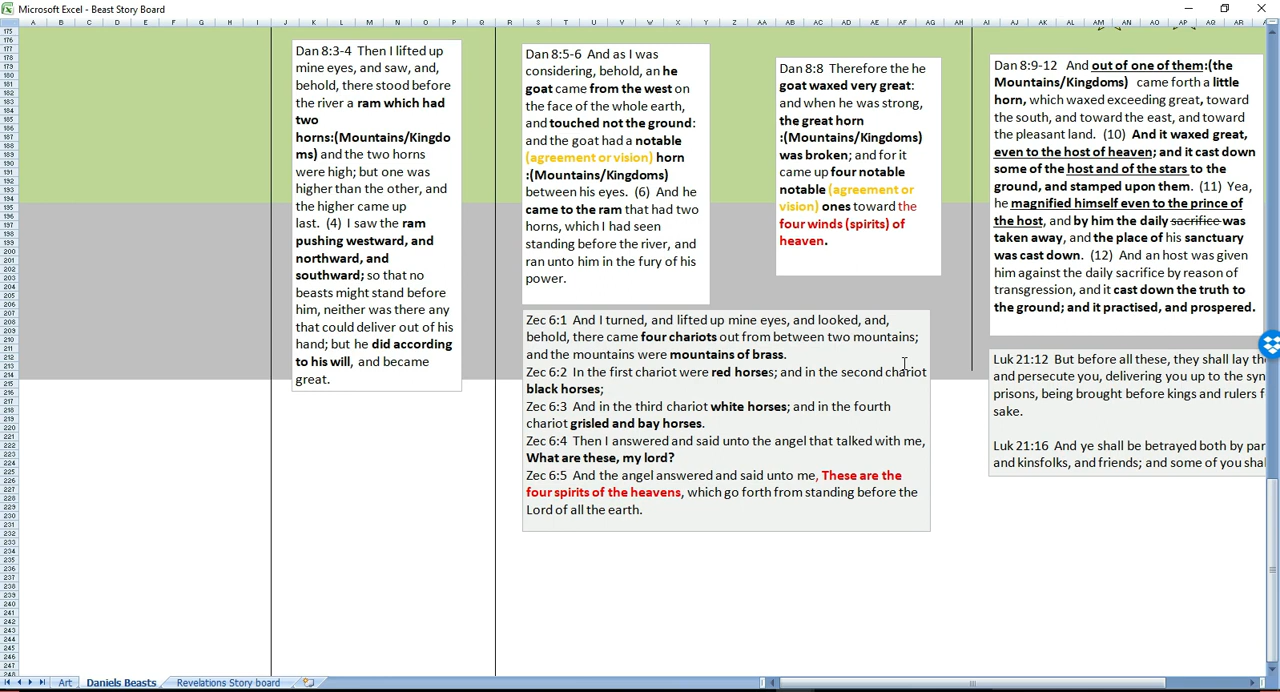 Microsoft Excel - Beast Story Board
I J K L M N O P Q R S T U V W X Y Z AA AB AC AD AE AF AG AH AI AJ AK AL AM AN AO AP AQ AR
Dan 8:3-4 Then I lifted up
mine eyes, and saw, and,
behold, there stood before
the river a ram which had
two
horns:(Mountains/Kingdo
ms) and the two horns
were high; but one was
higher than the other, and
the higher came up
last. (4) I saw the ram
pushing westward, and
northward, and
southward; so that no
beasts might stand before
him, neither was there any
that could deliver out of his
hand; but he did according
to his will, and became
great.
Dan 8:5-6 And as I was
considering, behold, an he
goat came from the west on
the face of the whole earth,
and touched not the ground:
and the goat had a notable
(agreement or vision) horn
:(Mountains/Kingdoms)
between his eyes. (6) And he
came to the ram that had two
horns, which I had seen
standing before the river, and
ran unto him in the fury of his
power.
Dan 8:8 Therefore the he
goat waxed very great:
and when he was strong,
the great horn
:(Mountains/Kingdoms)
was broken; and for it
came up four notable
notable (agreement or
vision) ones toward the
four winds (spirits) of
heaven.
Dan 8:9-12 And out of one of them:(the
Mountains/Kingdoms) came forth a little
horn, which waxed exceeding great, toward
the south, and toward the east, and toward
the pleasant land. (10) And it waxed great,
even to the host of heaven; and it cast down
some of the host and of the stars to the
ground, and stamped upon them. (11) Yea,
he magnified himself even to the prince of
the host, and by him the daily sacrifice was
taken away, and the place of his sanctuary
was cast down. (12) And an host was given
him against the daily sacrifice by reason of
transgression, and it cast down the truth to
the ground; and it practised, and prospered.
Zec 6:1 And I turned, and lifted up mine eyes, and looked, and,
behold, there came four chariots out from between two mountains;
and the mountains were mountains of brass.
Zec 6:2 In the first chariot were red horses; and in the second chariot
black horses;
Zec 6:3 And in the third chariot white horses; and in the fourth
chariot grisled and bay horses.
Zec 6:4 Then I answered and said unto the angel that talked with me,
What are these, my lord?
Zec 6:5 And the angel answered and said unto me, These are the
four spirits of the heavens, which go forth from standing before the
Lord of all the earth.
Luk 21:12 But before all these, they shall lay th
and persecute you, delivering you up to the syn
prisons, being brought before kings and rulers f
sake.
Luk 21:16 And ye shall be betrayed both by par
and kinsfolks, and friends; and some of you shal
Art Daniels Beasts Revelations Story board